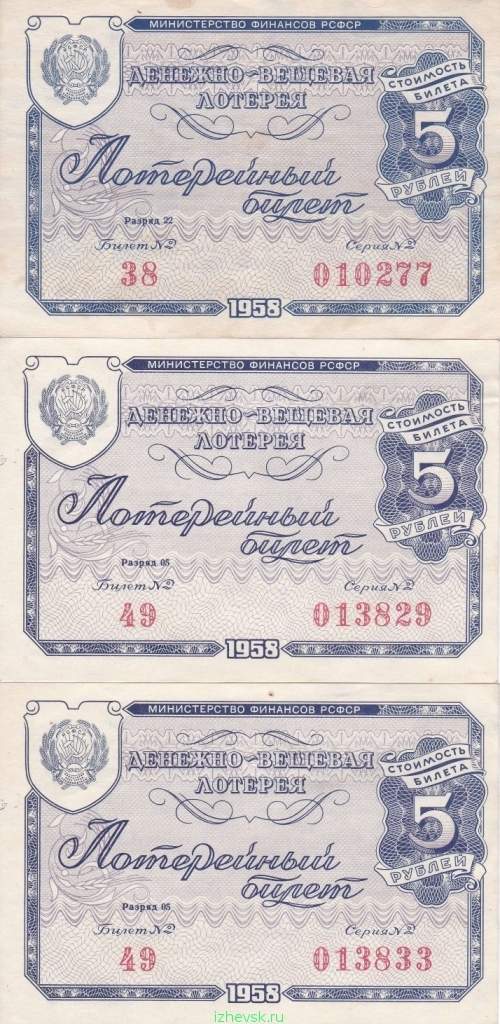 МИНИСТЕРСТВО ФИНАНСОВ РСФСР
ДЕНЕЖНО-ВЕЩЕВАЯ
ЛОТЕРЕЯ
СТОИМОСТЬ
БИЛЕТА
5
РУБЛЕЙ
Лотерейный
билет
Разряд 22
Билет №
Серия №
38
010277
1958
МИНИСТЕРСТВО ФИНАНСОВ РСФСР
ДЕНЕЖНО-ВЕЩЕВАЯ
ЛОТЕРЕЯ
СТОИМОСТЬ
БИЛЕТА
5
РУБЛЕЙ
Лотерейный
билет
Разряд 05
Билет №
Серия №
49
013829
1958
МИНИСТЕРСТВО ФИНАНСОВ РСФСР
ДЕНЕЖНО-ВЕЩЕВАЯ
ЛОТЕРЕЯ
СТОИМОСТЬ
БИЛЕТА
5
РУБЛЕЙ
Лотерейный
билет
Разряд 05
Билет №
Серия №
49
013833
1958
izhevsk.ru